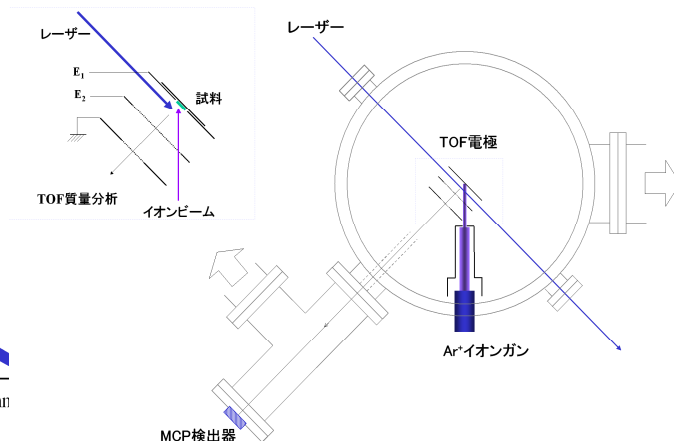 レーザー
E1
E2
試料
TOF質量分析
イオンビーム
レーザー
TOF電極
Ar+イオンガン
MCP検出器